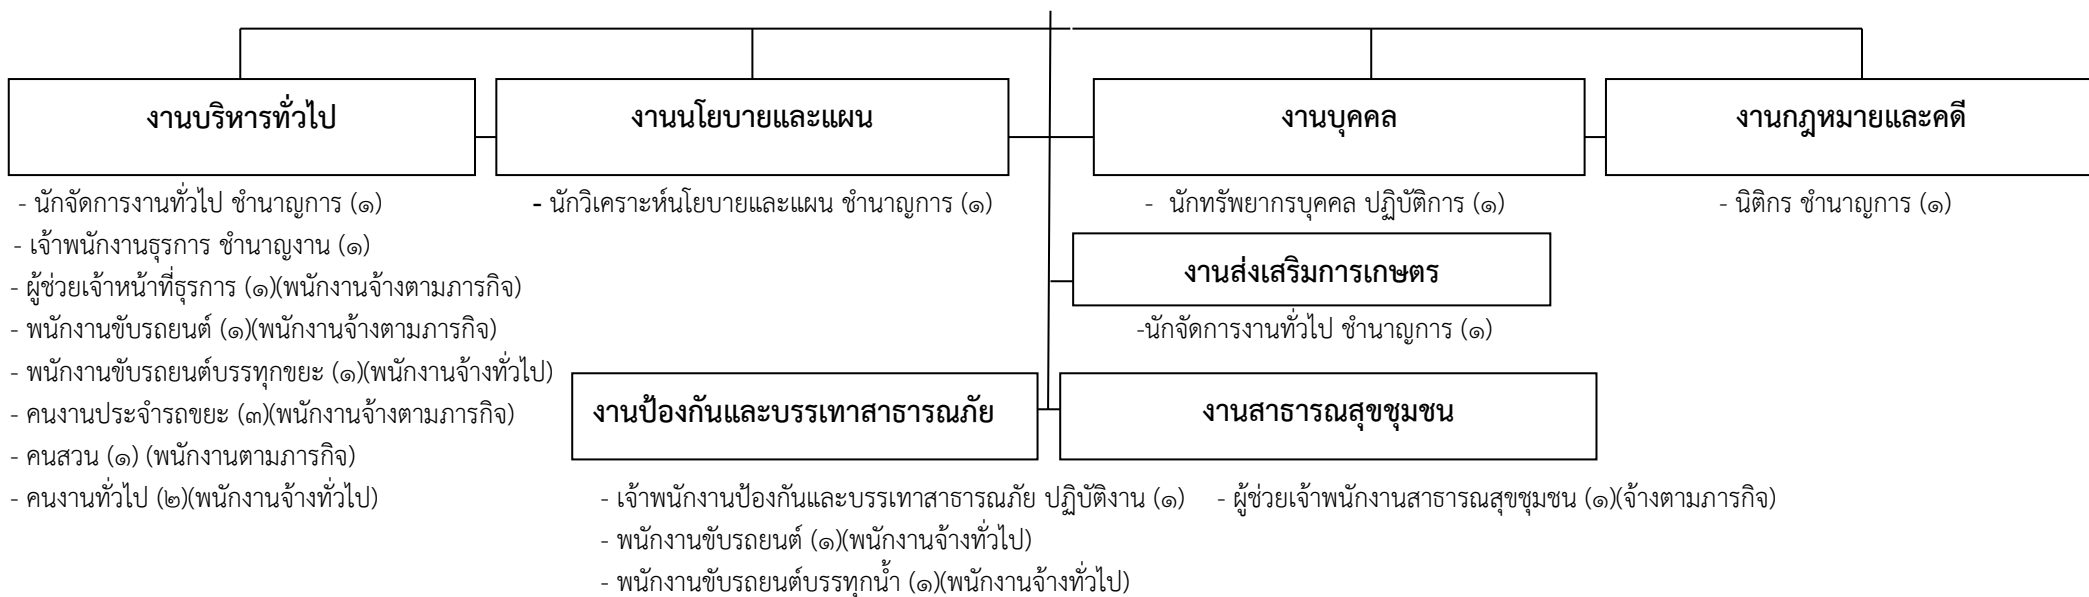 งานบริหารทั่วไป
งานนโยบายและแผน
งานบุคคล
งานกฎหมายและคดี
- นักจัดการงานทั่วไป ชำนาญการ (๑)
- เจ้าพนักงานธุรการ ชำนาญงาน (๑)
- ผู้ช่วยเจ้าหน้าที่ธุรการ (๑)(พนักงานจ้างตามภารกิจ)
- พนักงานขับรถยนต์ (๑)(พนักงานจ้างตามภารกิจ)
- พนักงานขับรถยนต์บรรทุกขยะ (๑)(พนักงานจ้างทั่วไป)
- คนงานประจำรถขยะ (๓)(พนักงานจ้างตามภารกิจ)
- คนสวน (๑) (พนักงานตามภารกิจ)
- คนงานทั่วไป (๒)(พนักงานจ้างทั่วไป)
- นักวิเคราะห์นโยบายและแผน ชำนาญการ (๑)
- นักทรัพยากรบุคคล ปฏิบัติการ (๑)
- นิติกร ชำนาญการ (๑)
งานส่งเสริมการเกษตร
-นักจัดการงานทั่วไป ชำนาญการ (๑)
งานป้องกันและบรรเทาสาธารณภัย
- เจ้าพนักงานป้องกันและบรรเทาสาธารณภัย ปฏิบัติงาน (๑)
- พนักงานขับรถยนต์ (๑)(พนักงานจ้างทั่วไป)
- พนักงานขับรถยนต์บรรทุกน้ำ (๑)(พนักงานจ้างทั่วไป)
งานสาธารณสุขชุมชน
- ผู้ช่วยเจ้าพนักงานสาธารณสุขชุมชน (๑)(จ้างตามภารกิจ)